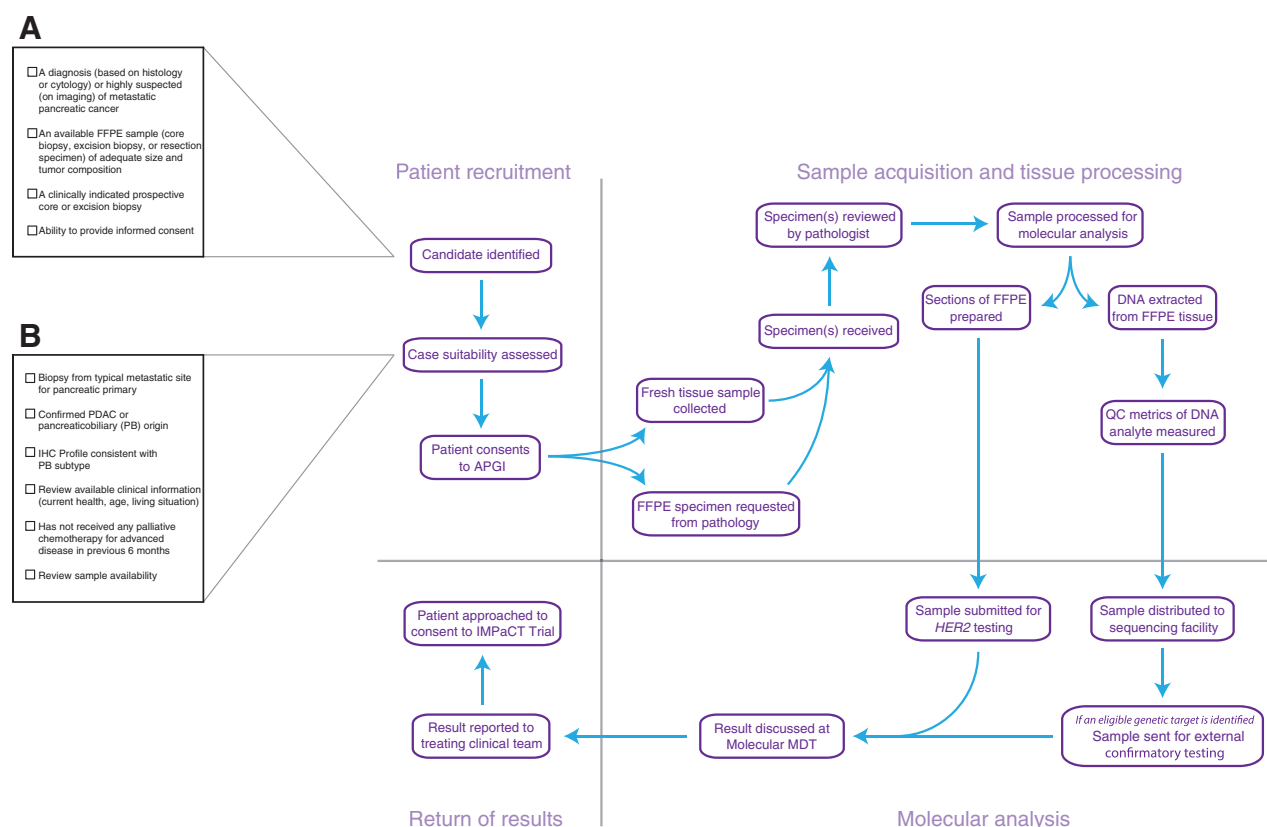 A
A diagnosis (based on histology
or cytology) or highly suspected
(on imaging) of metastatic
pancreatic cancer
An available FFPE sample (core
biopsy, excision biopsy, or resection
specimen) of adequate size and
tumor composition
A clinically indicated prospective
core or excision biopsy
Ability to provide informed consent
B
Biopsy from typical metastatic site
for pancreatic primary
Confirmed PDAC or
pancreaticobiliary (PB) origin
IHC Profile consistent with
PB subtype
Review available clinical information
(current health, age, living situation)
Has not received any palliative
chemotherapy for advanced
disease in previous 6 months
Review sample availability
Patient recruitment
Candidate identified
Case suitability assessed
Patient consents
to APGI
Sample acquisition and tissue processing
Fresh tissue sample
collected
FFPE specimen requested
from pathology
Specimen(s) received
Specimen(s) reviewed
by pathologist
Sample processed for
molecular analysis
Sections of FFPE
prepared
DNA extracted
from FFPE tissue
QC metrics of DNA
analyte measured
Sample submitted for
HER2 testing
Sample distributed to
sequencing facility
If an eligible genetic target is identified
Sample sent for external
confirmatory testing
Result discussed at
Molecular MDT
Molecular analysis
Result reported to
treating clinical team
Patient approached to
consent to IMPaCT Trial
Return of results